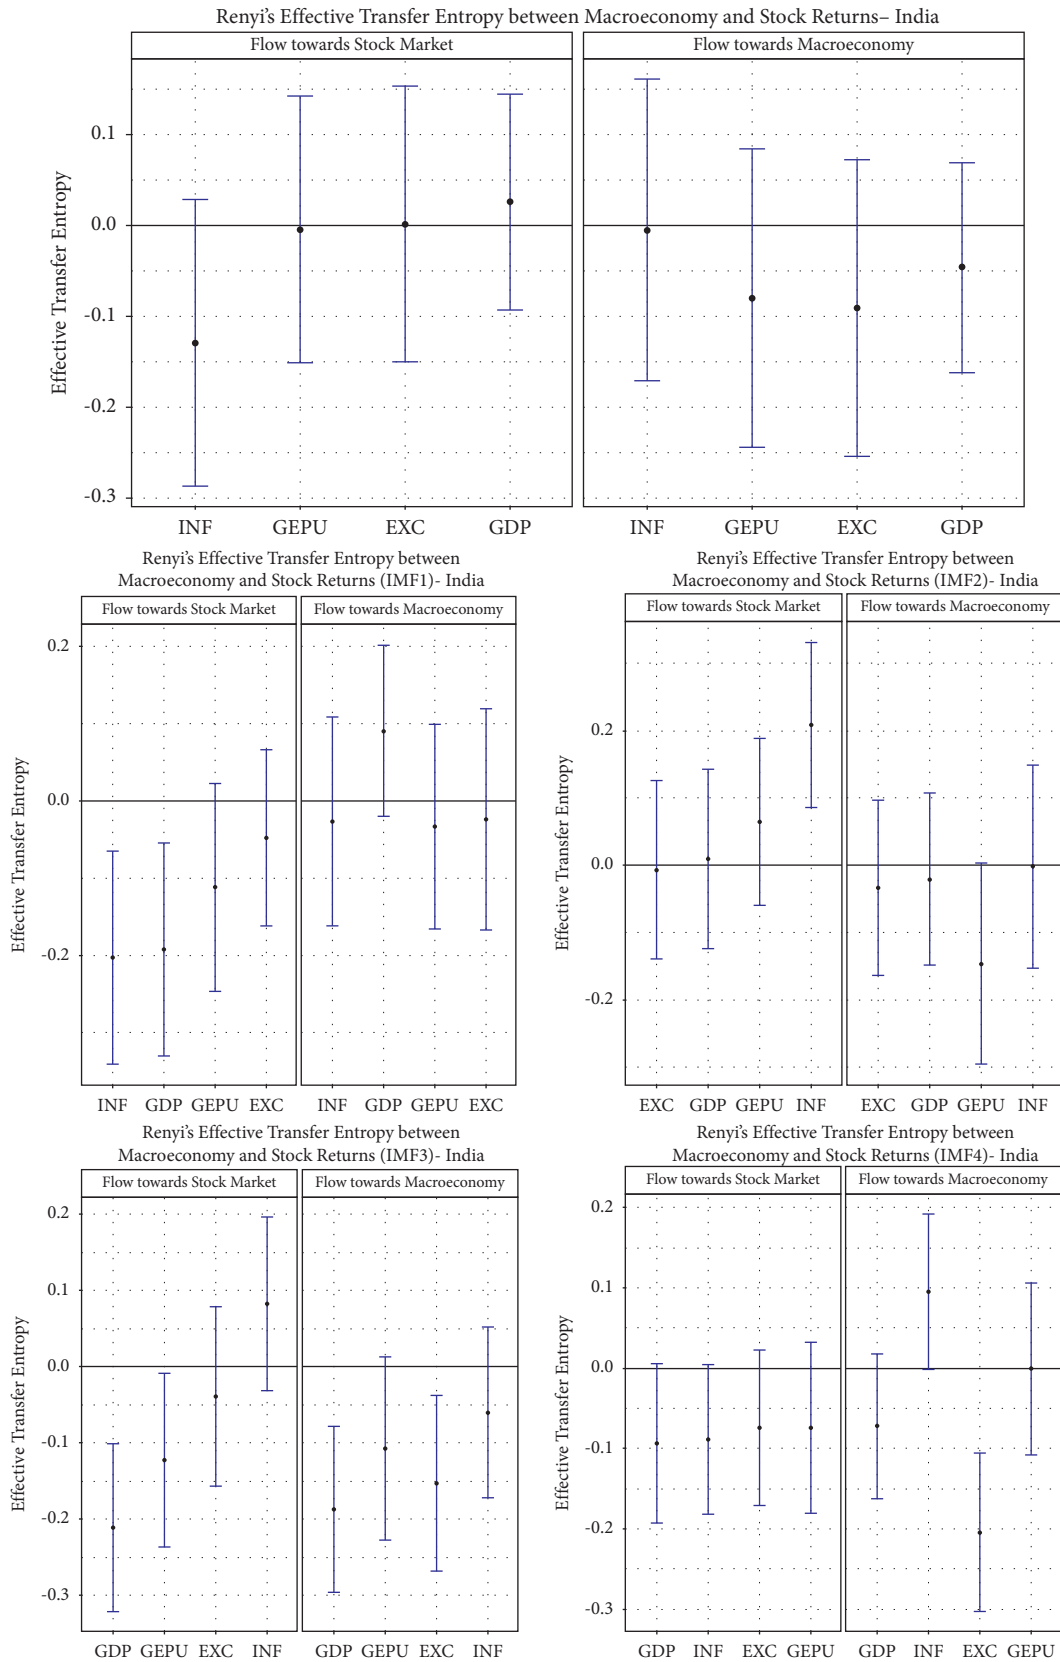 Renyi's Effective Transfer Entropy between Macroeconomy and Stock Returns– India
Flow towards Stock Market
Flow towards Macroeconomy
Effective Transfer Entropy
0.1
0.0
-0.1
-0.2
-0.3
INF GEPU EXC GDP
INF GEPU EXC GDP
Renyi's Effective Transfer Entropy between
Macroeconomy and Stock Returns (IMF1)- India
Flow towards Stock Market
Flow towards Macroeconomy
Effective Transfer Entropy
0.2
0.0
-0.2
INF GDP GEPU EXC
INF GDP GEPU EXC
Renyi's Effective Transfer Entropy between
Macroeconomy and Stock Returns (IMF2)- India
Flow towards Stock Market
Flow towards Macroeconomy
Effective Transfer Entropy
0.2
0.0
-0.2
EXC GDP GEPU INF
EXC GDP GEPU INF
Renyi's Effective Transfer Entropy between
Macroeconomy and Stock Returns (IMF3)- India
Flow towards Stock Market
Flow towards Macroeconomy
Effective Transfer Entropy
0.2
0.1
0.0
-0.1
-0.2
-0.3
GDP GEPU EXC INF
GDP GEPU EXC INF
Renyi's Effective Transfer Entropy between
Macroeconomy and Stock Returns (IMF4)- India
Flow towards Stock Market
Flow towards Macroeconomy
Effective Transfer Entropy
0.2
0.1
0.0
-0.1
-0.2
-0.3
GDP INF EXC GEPU
GDP INF EXC GEPU